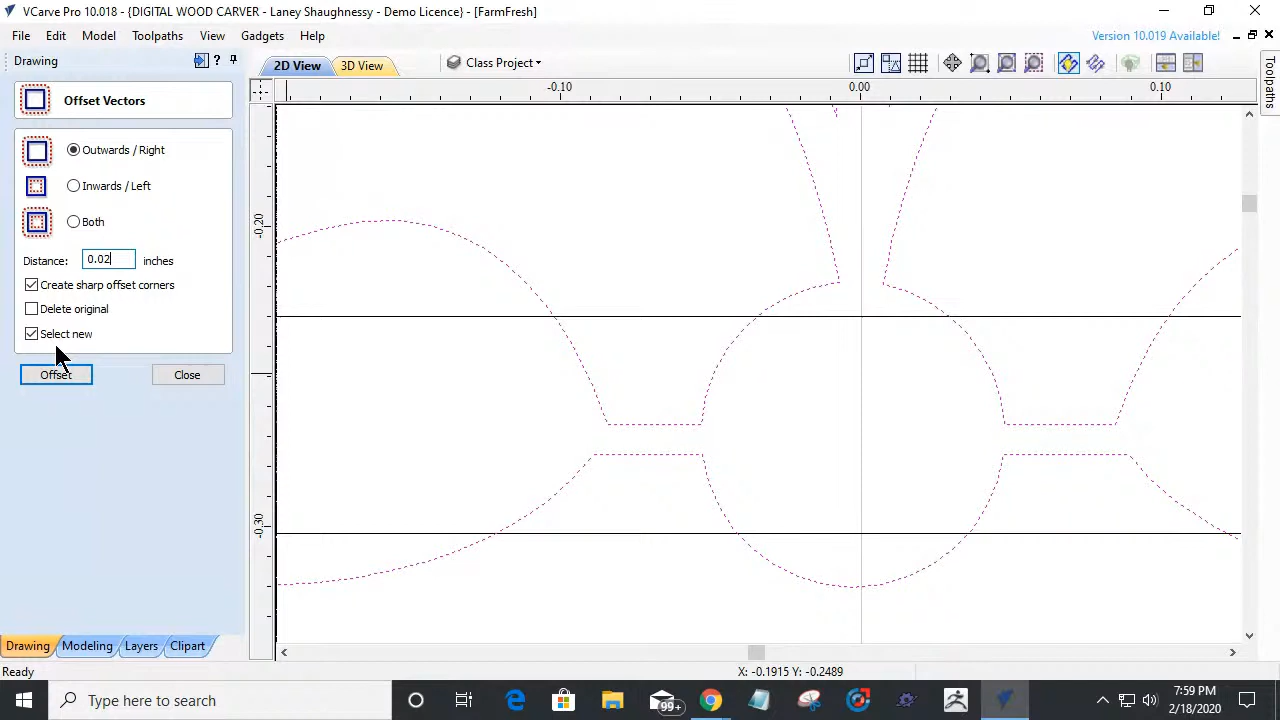 VCarve Pro 10.018 - {DIGITAL WOOD CARVER - Laney Shaughnessy - Demo Licence} - [FarmFresh]
File Edit Model Toolpaths View Gadgets Help
Version 10.019 Available!
Drawing
2D View 3D View Class Project
Toolpaths
Offset Vectors
-0.10 0.00 0.10
Outwards / Right
Inwards / Left
-0.20
Both
Distance: 0.02 inches
Create sharp offset corners
Delete original
Select new
Offset Close
-0.30
Drawing Modeling Layers Clipart
Ready
X: -0.1915 Y: -0.2489
Type here to search
99+
7:59 PM
2/18/2020